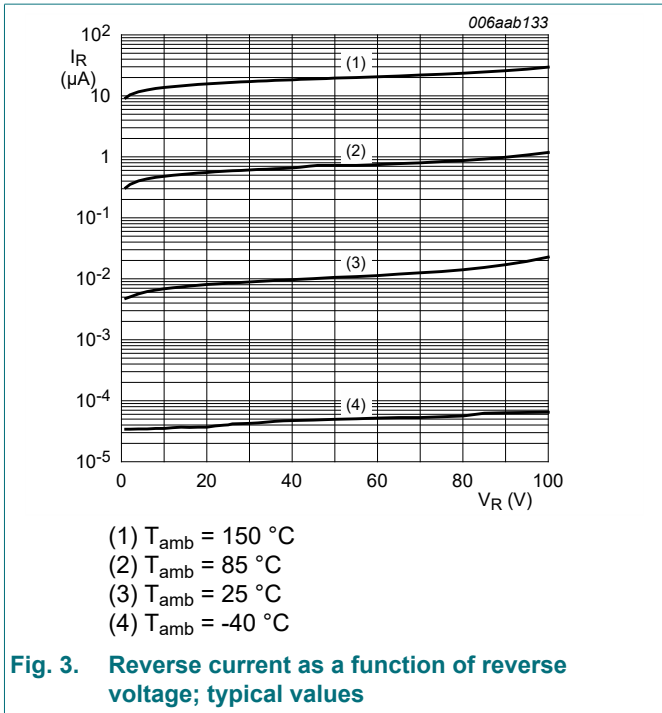 006aab133
10²
I_R
(µA)
10
1
10⁻¹
10⁻²
10⁻³
10⁻⁴
10⁻⁵
(1)
(2)
(3)
(4)
0 20 40 60 80 100
V_R (V)
(1) T_amb = 150 °C
(2) T_amb = 85 °C
(3) T_amb = 25 °C
(4) T_amb = -40 °C
Fig. 3. Reverse current as a function of reverse
voltage; typical values